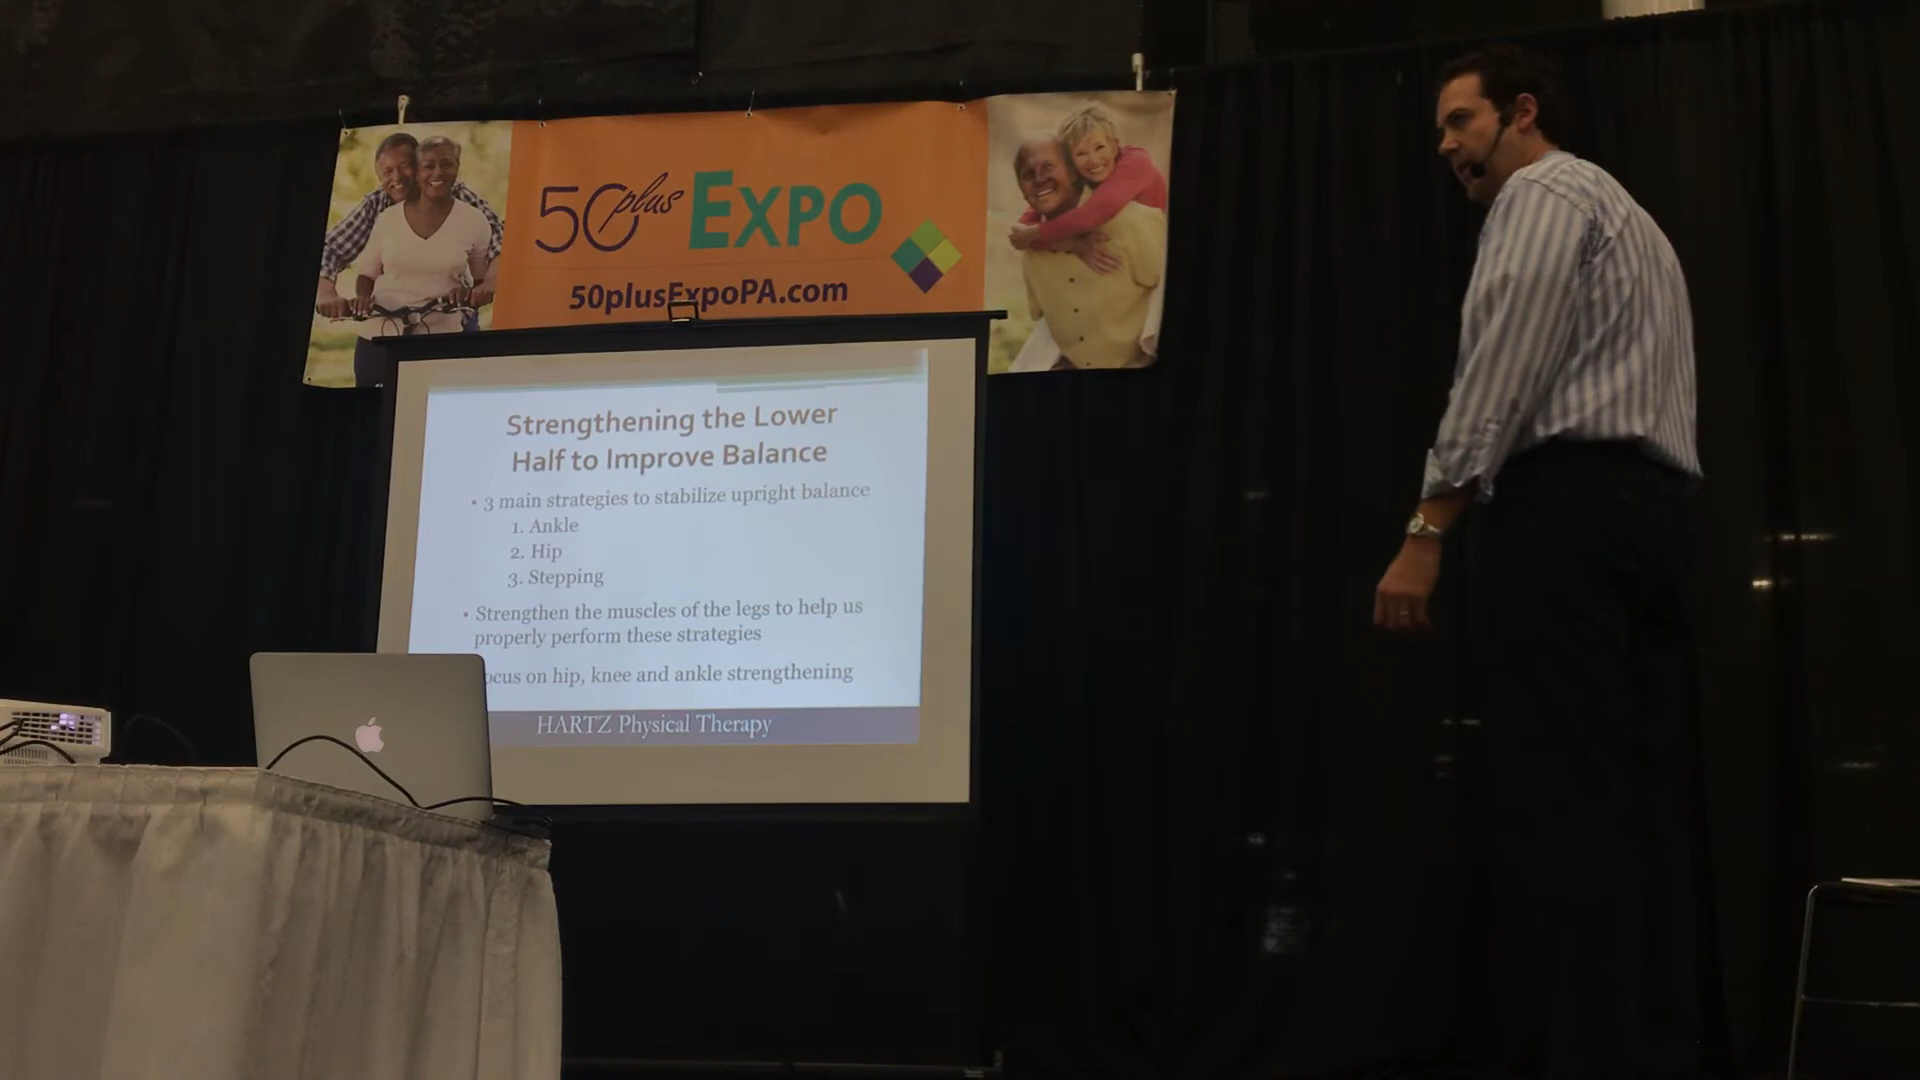 50 plus EXPO
50plusExpoPA.com
Strengthening the Lower
Half to Improve Balance
• 3 main strategies to stabilize upright balance
1. Ankle
2. Hip
3. Stepping
• Strengthen the muscles of the legs to help us
properly perform these strategies
on hip, knee and ankle strengthening
HARTZ Physical Therapy